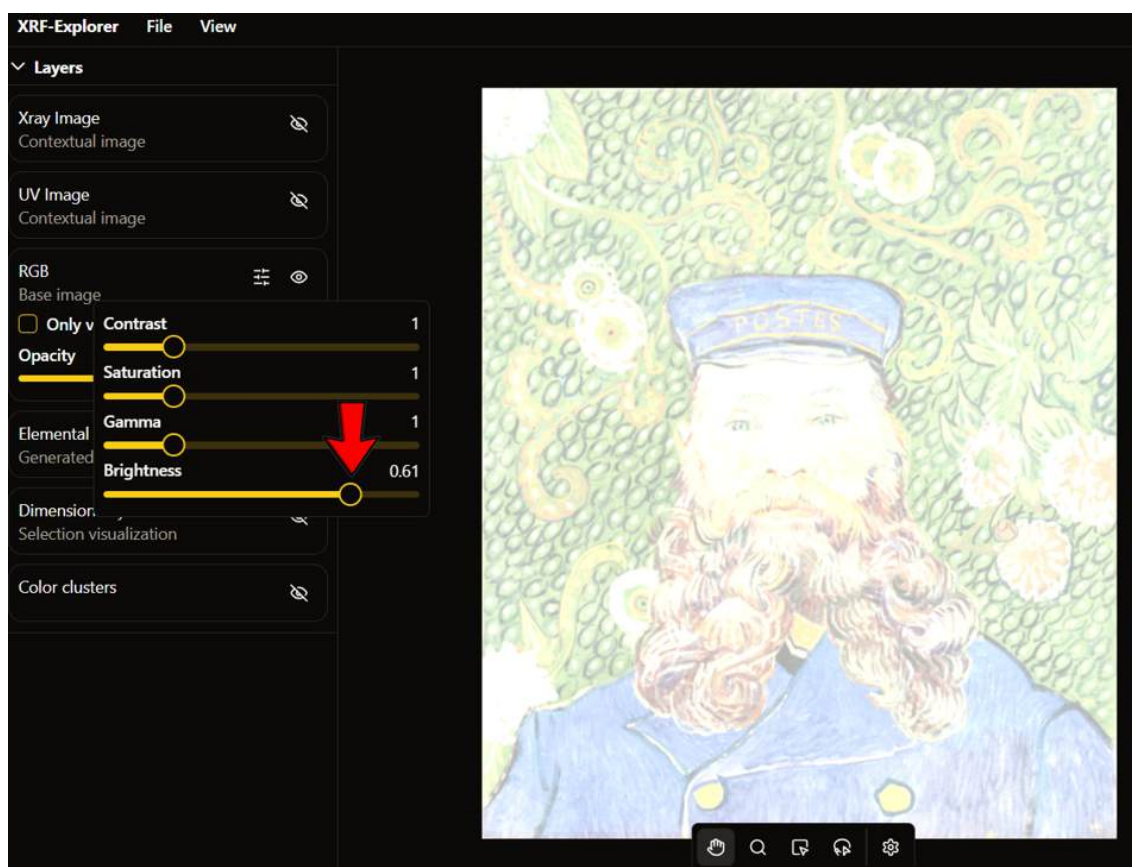 XRF-Explorer File View
Layers
Xray Image
Contextual image
UV Image
Contextual image
RGB
Base image
Only v
Opacity
Contrast 1
Saturation 1
Gamma 1
Brightness 0.61
Elemental
Generated
Dimension
Selection visualization
Color clusters
POSTES